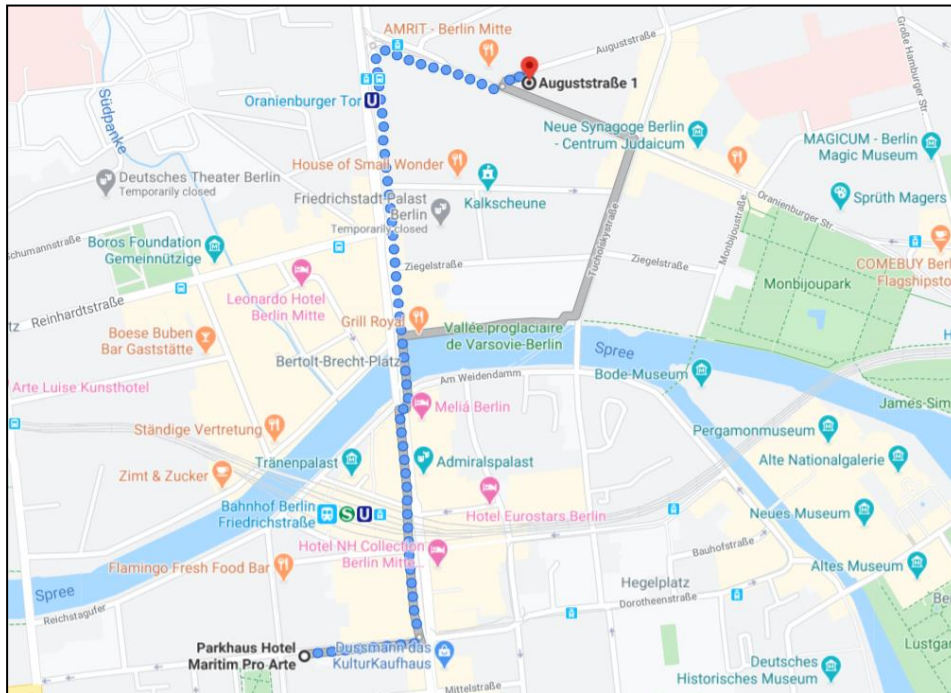 AMRIT - Berlin Mitte
Auguststraße
Große Hamburger Str.
Auguststraße 1
Südpanke
Oranienburger Tor
U
Neue Synagoge Berlin
- Centrum Judaicum
MAGICUM - Berlin
Magic Museum
House of Small Wonder
Deutsches Theater Berlin
Temporarily closed
Kalkscheune
Sprüth Magers
Friedrichstadt-Palast
Berlin
Temporarily closed
Oranienburger Str.
Monbijoustraße
Tucholskystraße
Schumannstraße
Boros Foundation
Gemeinnützige
Ziegelstraße
Ziegelstraße
COMEBUY Berl
Flagshipsto
Leonardo Hotel
Berlin Mitte
Monbijoupark
Reinhardtstraße
tz
Grill Royal
Vallée proglaciaire
de Varsovie-Berlin
Boese Buben
Bar Gaststätte
Bertolt-Brecht-Platz
Spree
H
Arte Luise Kunsthotel
Am Weidendamm
Bode-Museum
Meliá Berlin
James-Sim
Ständige Vertretung
Pergamonmuseum
Tränenpalast
Admiralspalast
Alte Nationalgalerie
Zimt & Zucker
Bahnhof Berlin
Friedrichstraße
S
U
Hotel Eurostars Berlin
Neues Museum
Hotel NH Collection
Berlin Mitte...
Bauhofstraße
Flamingo Fresh Food Bar
Altes Museum
Hegelplatz
Spree
Reichstagufer
Dorotheenstraße
Be
Lustgar
Parkhaus Hotel
Maritim Pro Arte
Dussmann das
KulturKaufhaus
Deutsches
Historisches Museum
Mittelstraße